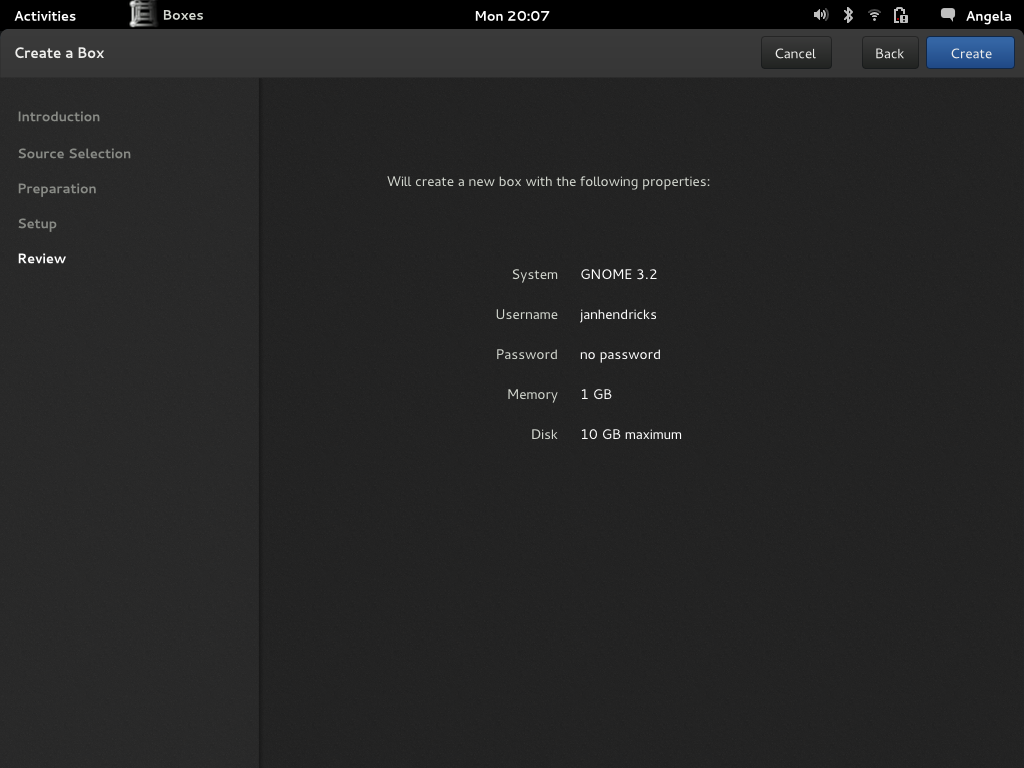 Activities Boxes Mon 20:07 Angela
Create a Box Cancel Back Create
Introduction
Source Selection
Preparation
Setup
Review
Will create a new box with the following properties:
System GNOME 3.2
Username janhendricks
Password no password
Memory 1 GB
Disk 10 GB maximum